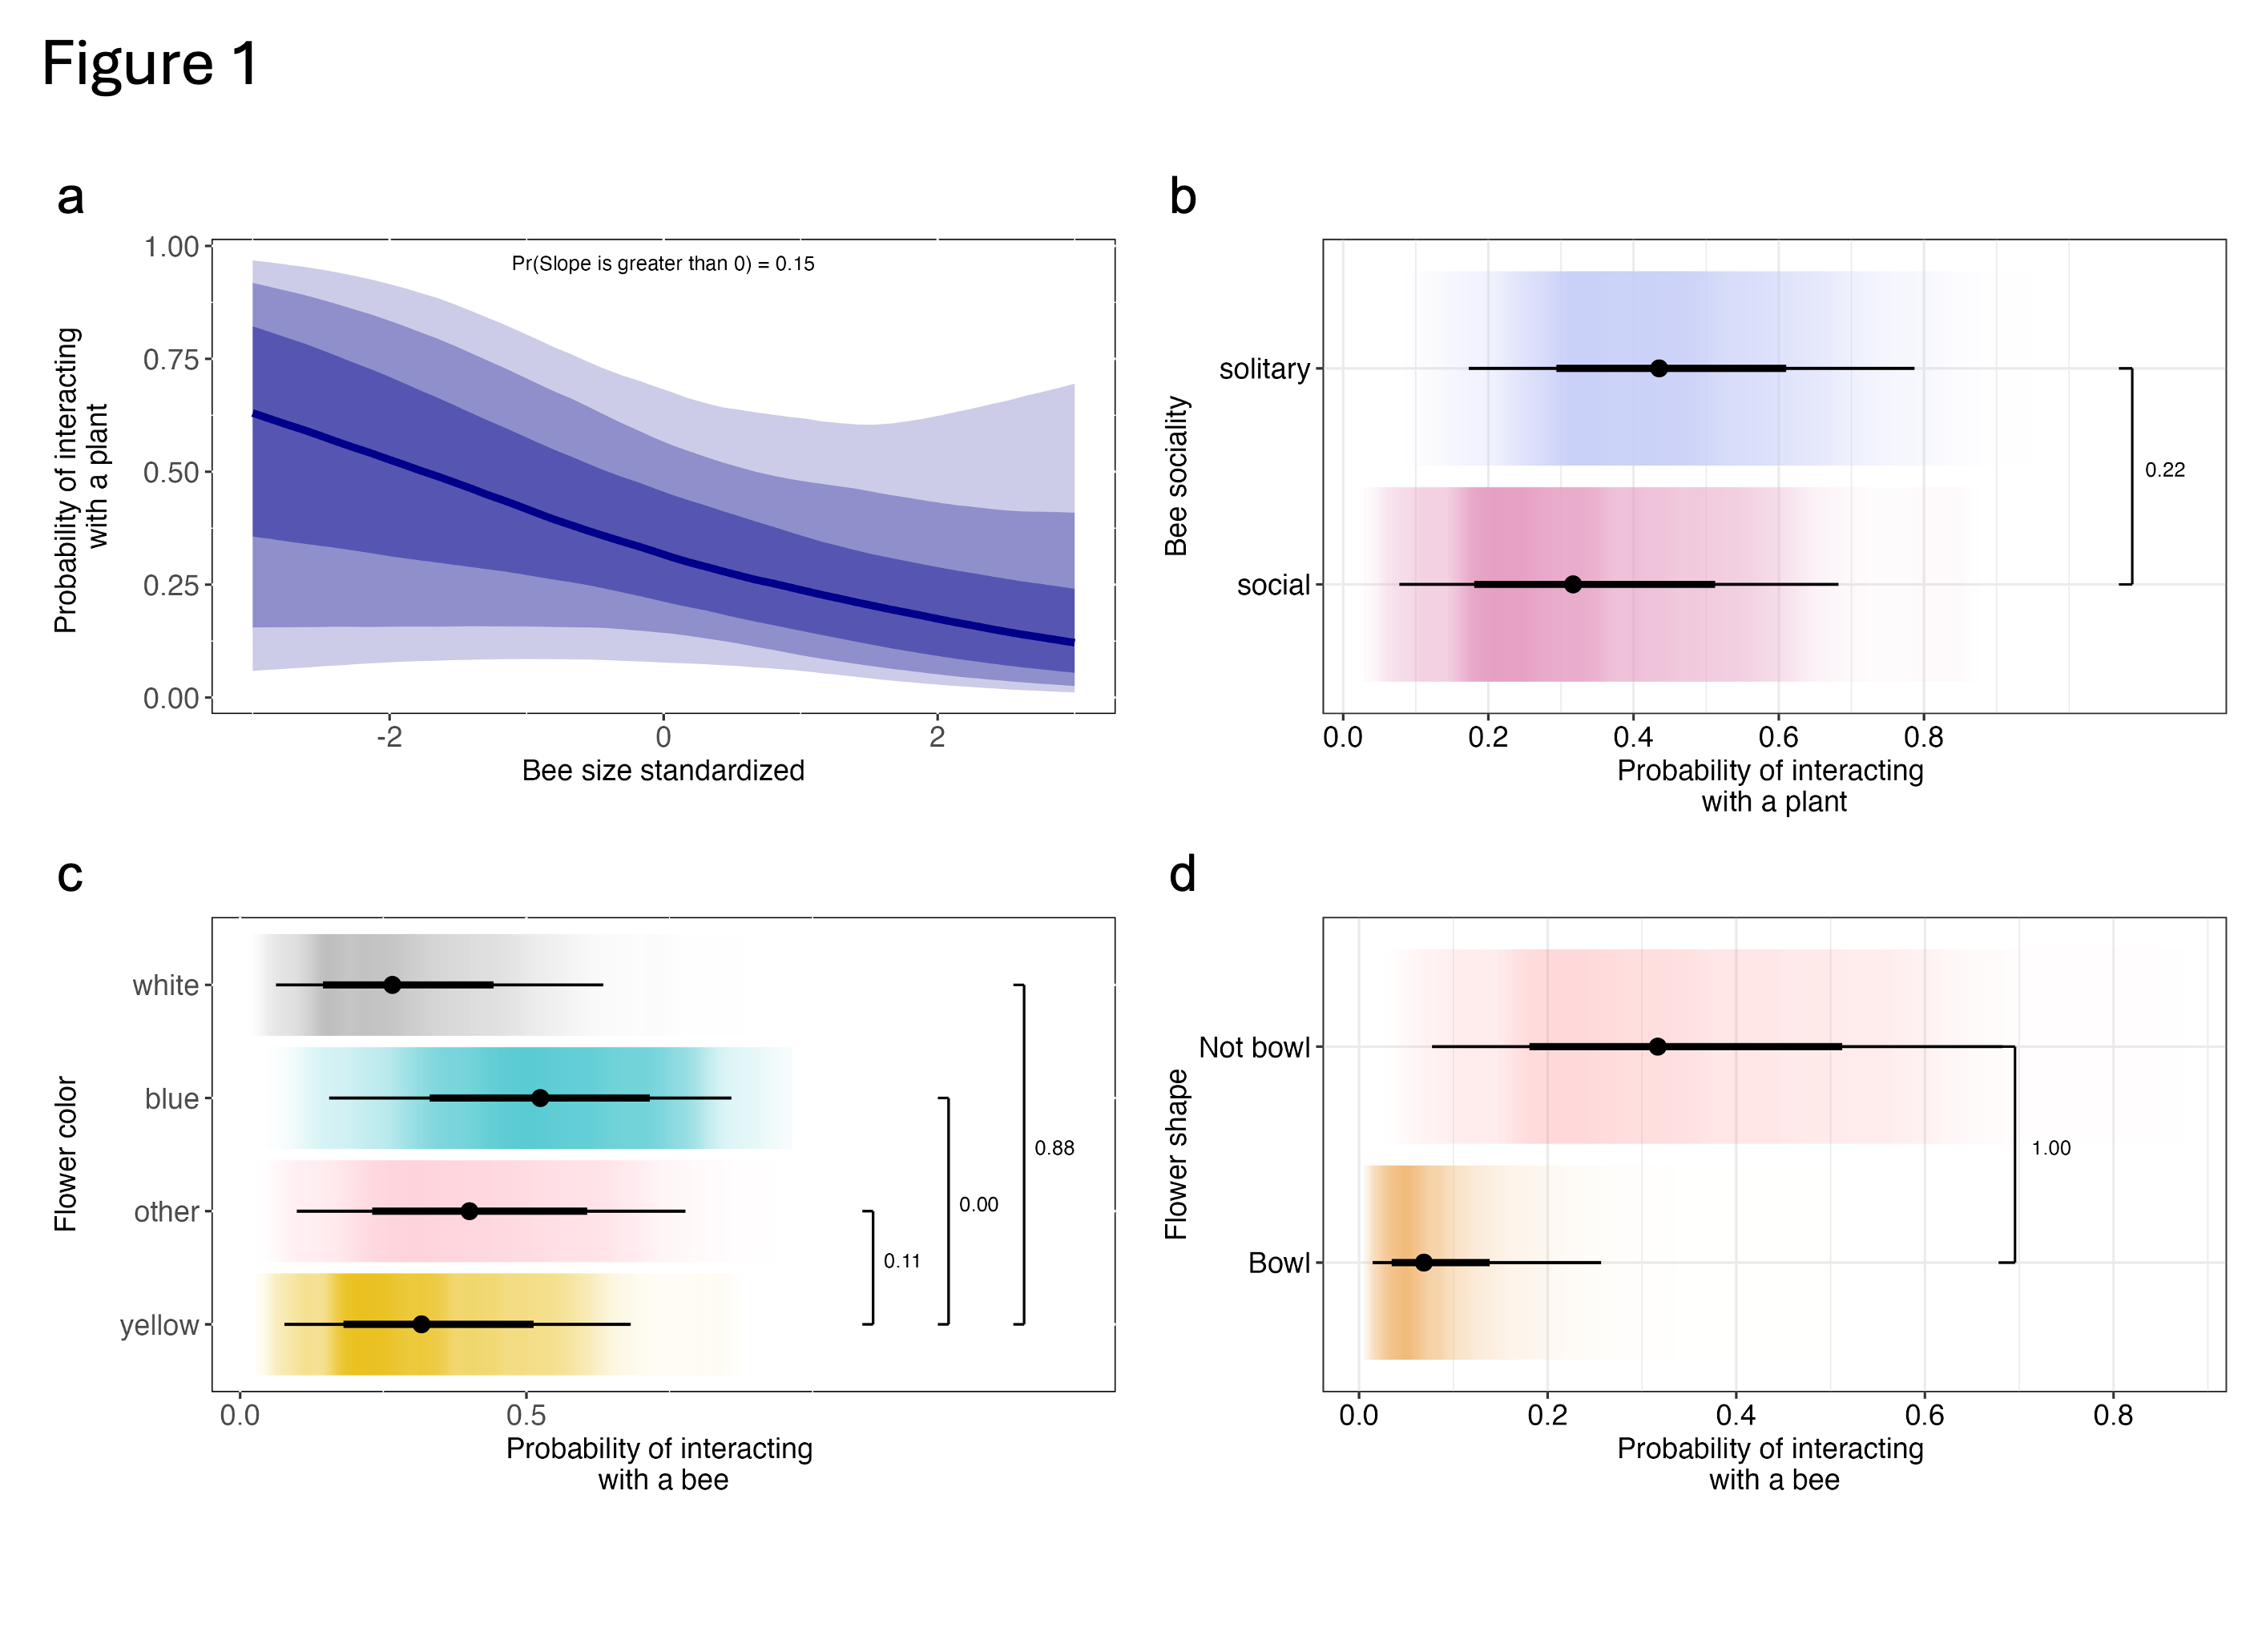 Figure 1
a
Pr(Slope is greater than 0) = 0.15
1.00
0.75
0.50
0.25
0.00
Probability of interacting
with a plant
-2
0
2
Bee size standardized
b
solitary
social
Bee sociality
0.22
0.0
0.2
0.4
0.6
0.8
Probability of interacting
with a plant
c
white
blue
other
yellow
Flower color
0.88
0.00
0.11
0.0
0.5
Probability of interacting
with a bee
d
Not bowl
Bowl
Flower shape
1.00
0.0
0.2
0.4
0.6
0.8
Probability of interacting
with a bee